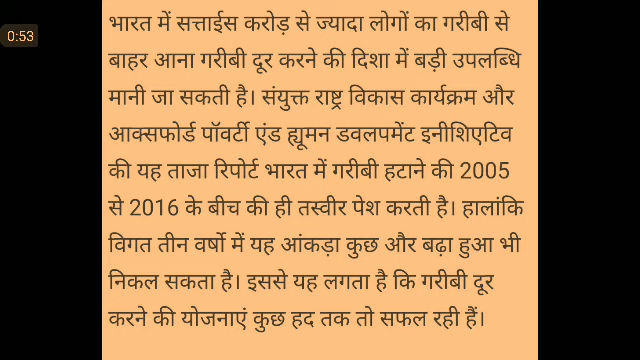 0:53
भारत में सत्ताईस करोड़ से ज्यादा लोगों का गरीबी से
बाहर आना गरीबी दूर करने की दिशा में बड़ी उपलब्धि
मानी जा सकती है। संयुक्त राष्ट्र विकास कार्यक्रम और
आक्सफोर्ड पॉवर्टी एंड ह्यूमन डवलपमेंट इनीशिएटिव
की यह ताजा रिपोर्ट भारत में गरीबी हटाने की 2005
से 2016 के बीच की ही तस्वीर पेश करती है। हालांकि
विगत तीन वर्षो में यह आंकड़ा कुछ और बढ़ा हुआ भी
निकल सकता है। इससे यह लगता है कि गरीबी दूर
करने की योजनाएं कुछ हद तक तो सफल रही हैं।